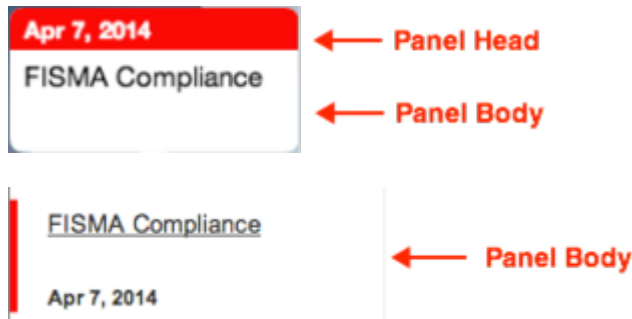 Apr 7, 2014
Panel Head
FISMA Compliance
Panel Body
FISMA Compliance
Panel Body
Apr 7, 2014